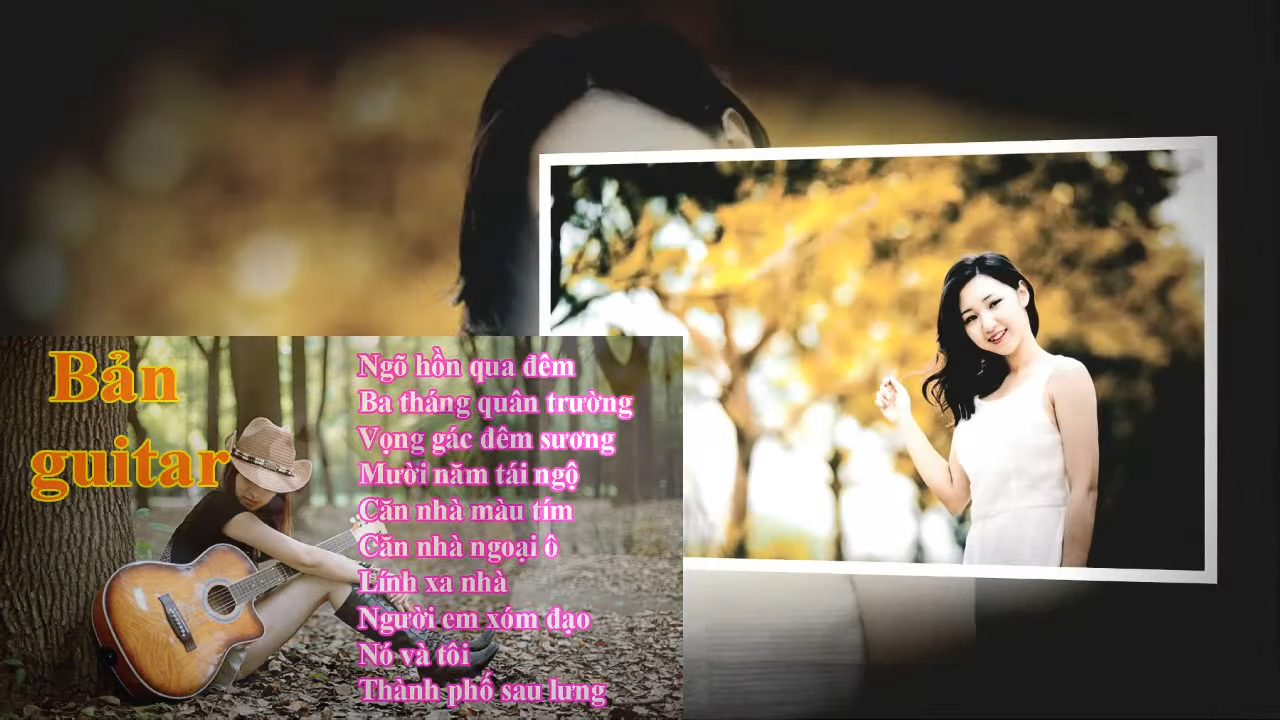 Bản
guitar
Ngõ hồn qua đêm
Ba tháng quân trường
Vọng gác đêm sương
Mười năm tái ngộ
Căn nhà màu tím
Căn nhà ngoại ô
Lính xa nhà
Người em xóm đạo
Nó và tôi
Thành phố sau lưng